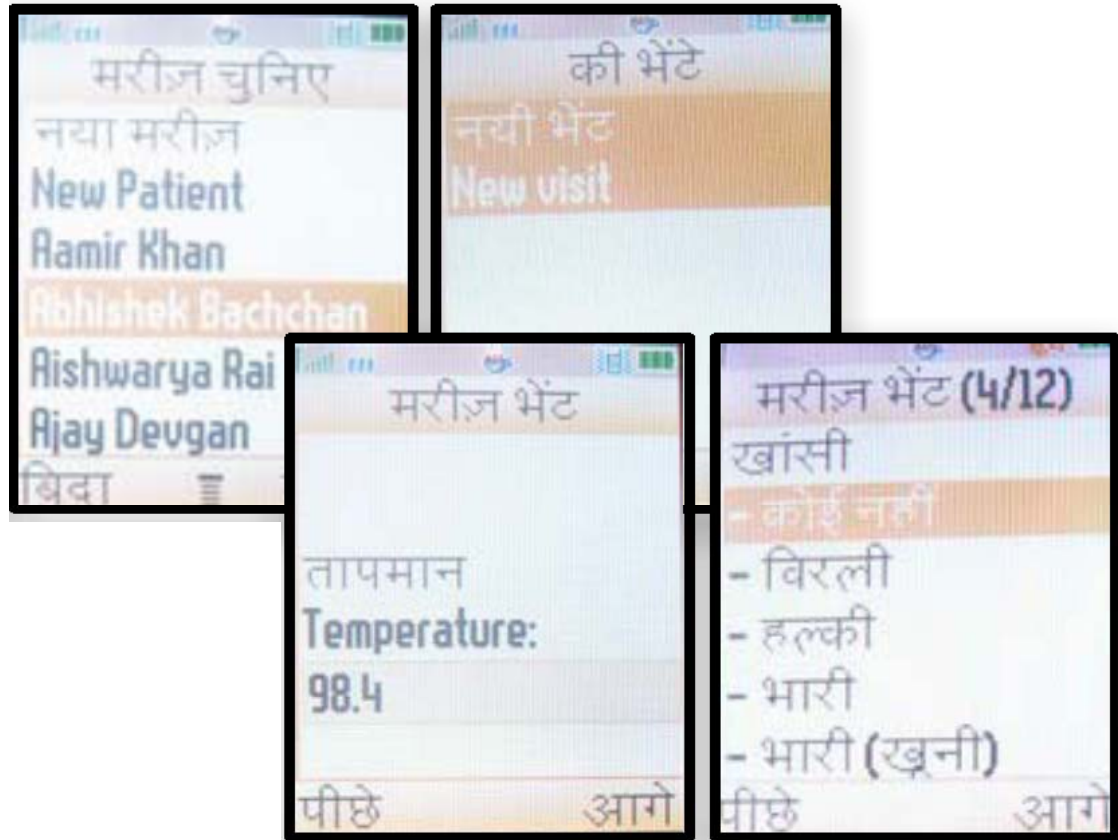 मरीज़ चुनिए
नया मरीज़
New Patient
Aamir Khan
Abhishek Bachchan
Aishwarya Rai
Ajay Devgan
बिदा
की भेंटे
नयी भेंट
New visit
मरीज़ भेंट
तापमान
Temperature:
98.4
पीछे आगे
मरीज़ भेंट (4/12)
खांसी
- कोई नहीं
- विरली
- हल्की
- भारी
- भारी (खूनी)
पीछे आगे